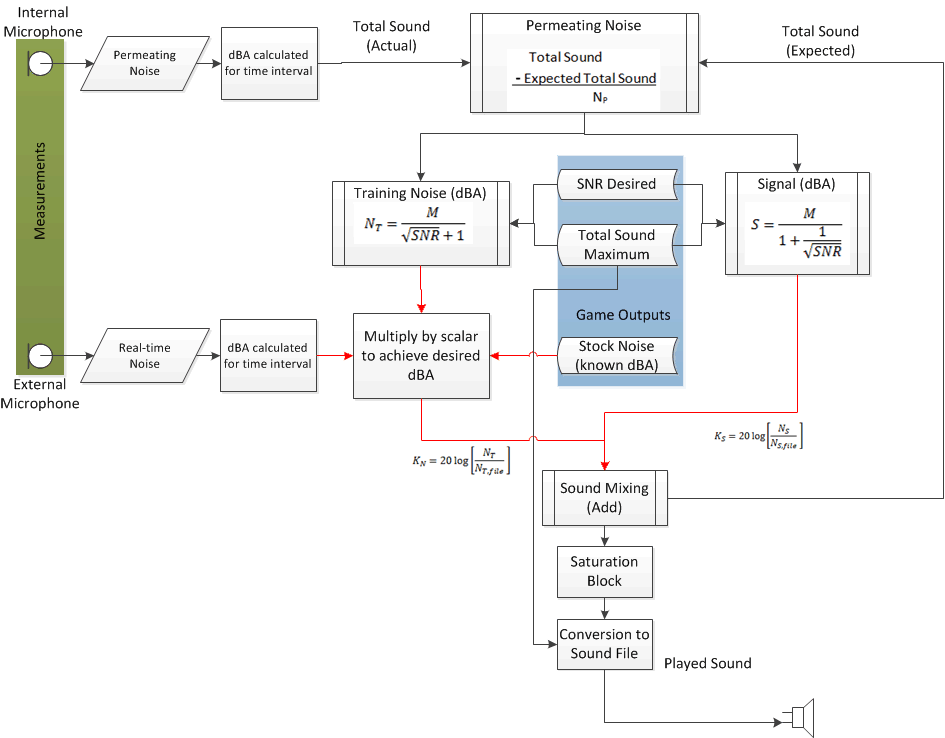 Internal
Microphone
Permeating
Noise
dBA calculated
for time interval
Total Sound
(Actual)
Permeating Noise
Total Sound
- Expected Total Sound
N_P
Total Sound
(Expected)
Measurements
Training Noise (dBA)
N_T = M / (√SNR + 1)
SNR Desired
Total Sound
Maximum
Game Outputs
Stock Noise
(known dBA)
Signal (dBA)
S = M / (1 + 1/√SNR)
External
Microphone
Real-time
Noise
dBA calculated
for time interval
Multiply by scalar
to achieve desired
dBA
K_N = 20 log [N_T / N_T,file]
K_S = 20 log [N_S / N_S,file]
Sound Mixing
(Add)
Saturation
Block
Conversion to
Sound File
Played Sound